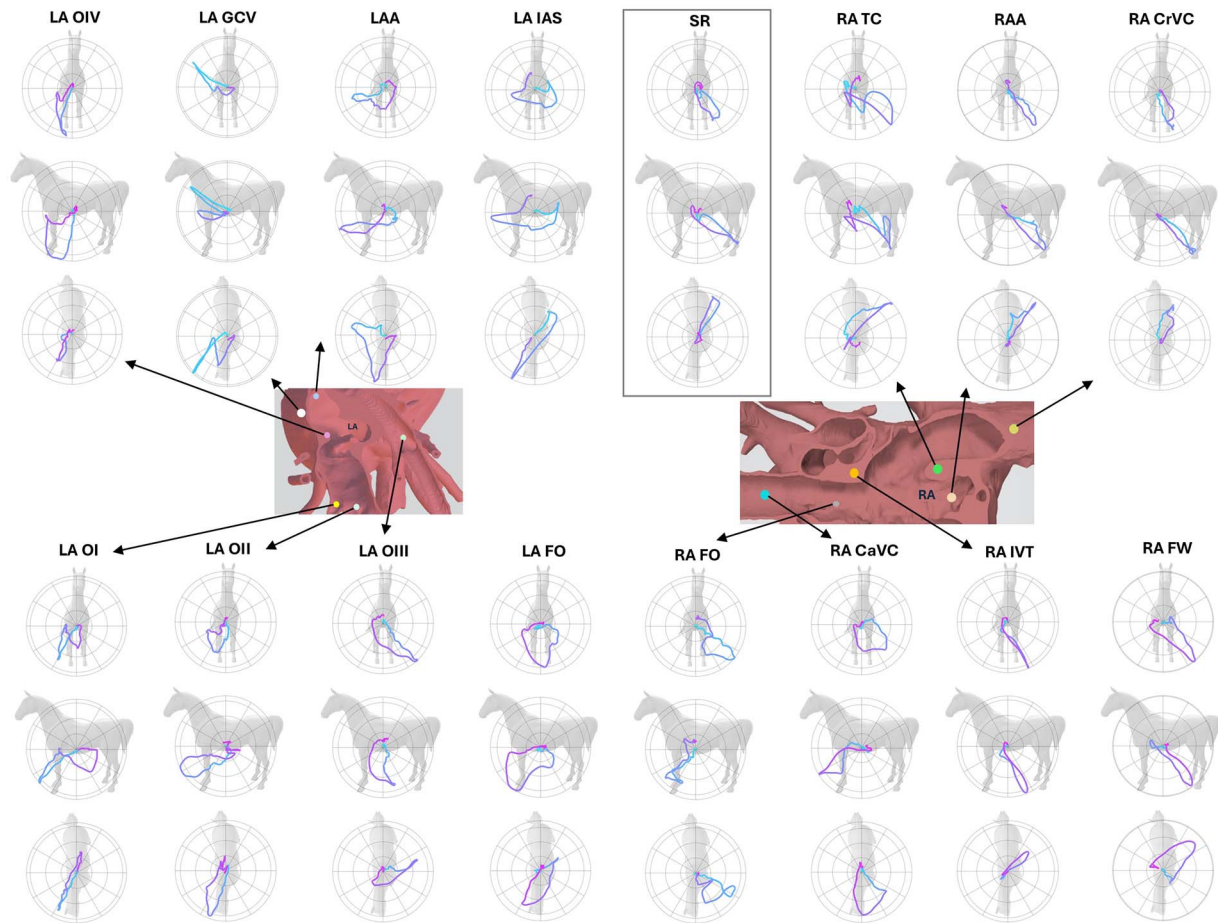 LA OIV LA GCV LAA LA IAS SR RA TC RAA RA CrVC
LA
RA
LA OI LA OII LA OIII LA FO RA FO RA CaVC RA IVT RA FW